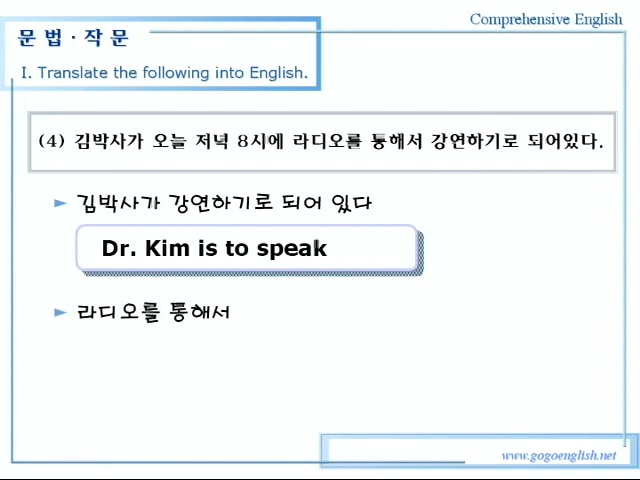 Comprehensive English
문 법 · 작 문
I. Translate the following into English.
(4) 김박사가 오늘 저녁 8시에 라디오를 통해서 강연하기로 되어있다.
► 김박사가 강연하기로 되어 있다
Dr. Kim is to speak
► 라디오를 통해서
www.gogoenglish.net